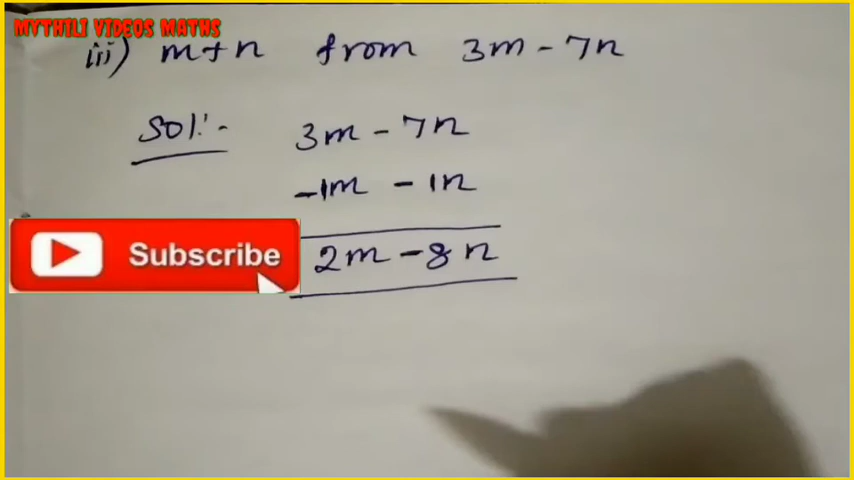 MYTHILI VIDEOS MATHS
iii) m+n from 3m - 7n
Sol:-
3m - 7n
-1m - 1n
Subscribe
2m - 8n